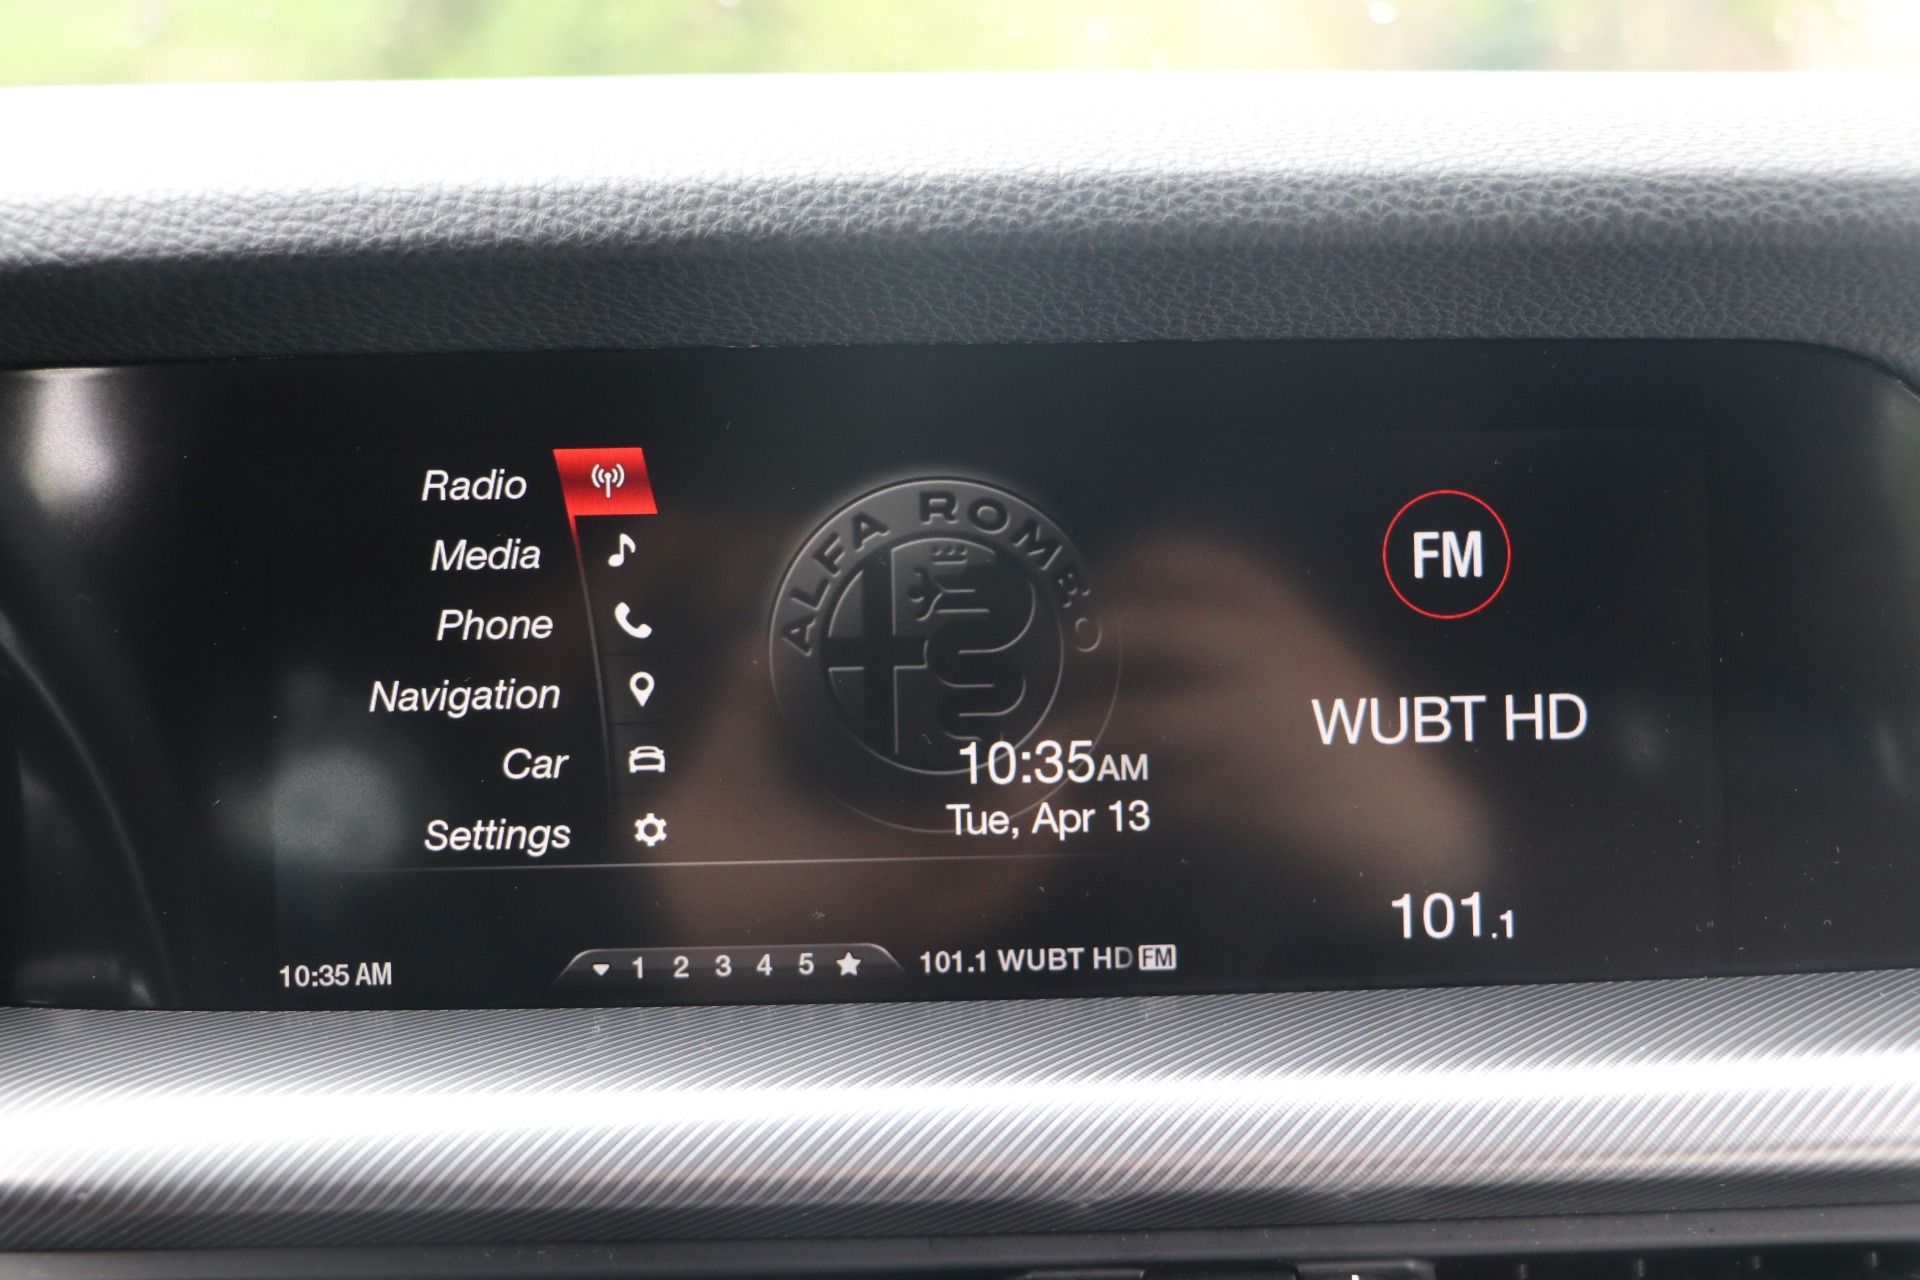 Radio
Media
Phone
Navigation
Car
Settings
ALFA ROMEO
10:35AM
Tue, Apr 13
FM
WUBT HD
101.1
10:35 AM
1 2 3 4 5
101.1 WUBT HD FM